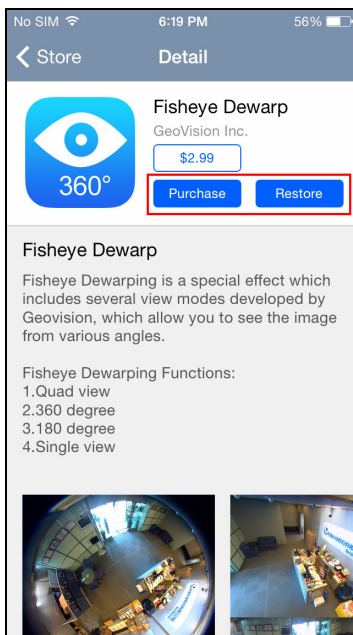 No SIM 6:19 PM 56%
Store Detail
Fisheye Dewarp
GeoVision Inc.
$2.99
360°
Purchase Restore
Fisheye Dewarp
Fisheye Dewarping is a special effect which
includes several view modes developed by
Geovision, which allow you to see the image
from various angles.
Fisheye Dewarping Functions:
1.Quad view
2.360 degree
3.180 degree
4.Single view